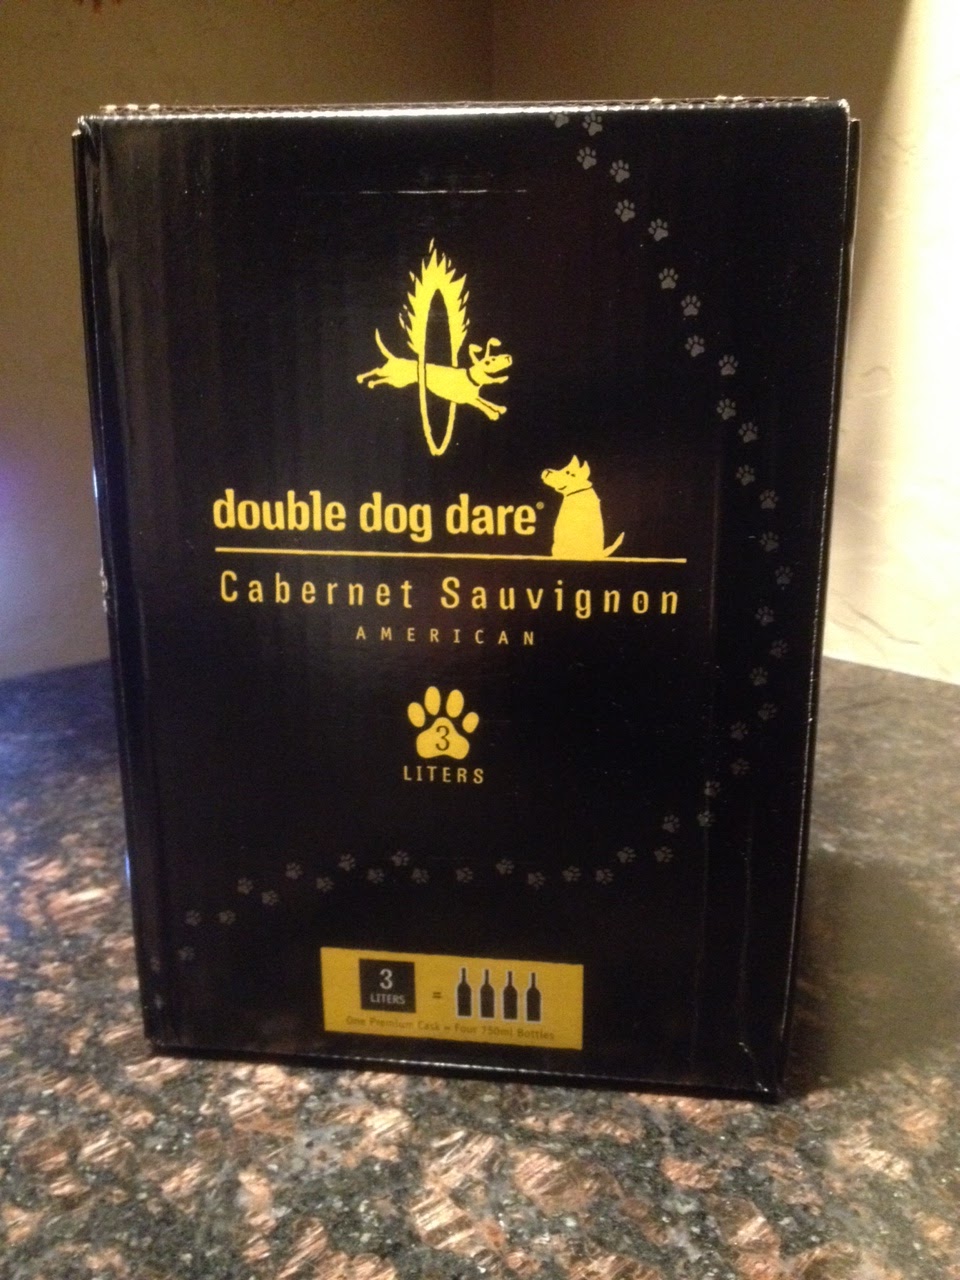 double dog dare®
Cabernet Sauvignon
AMERICAN
3
LITERS
3
LITERS
=
One Premium Cask = Four 750ml Bottles